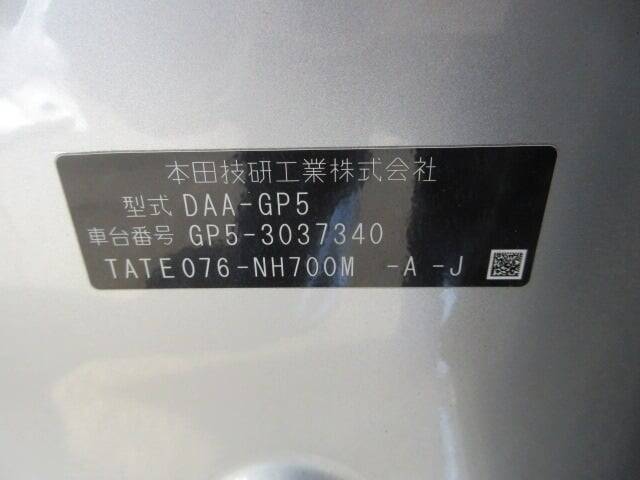 本田技研工業株式会社
型式 DAA-GP5
車台番号 GP5-3037340
TATE076-NH700M -A -J